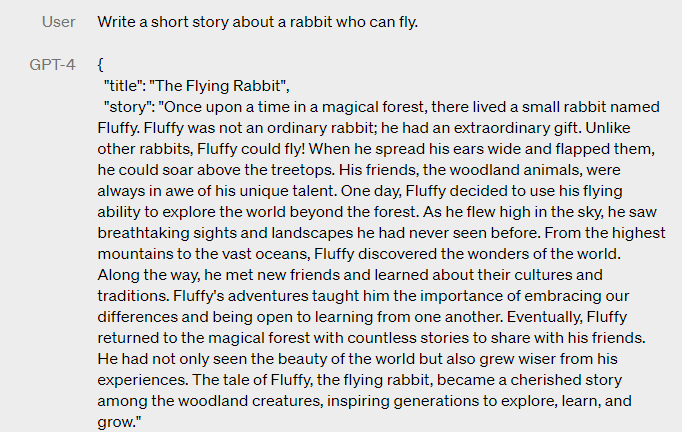 User Write a short story about a rabbit who can fly.
GPT-4 {
"title": "The Flying Rabbit",
"story": "Once upon a time in a magical forest, there lived a small rabbit named
Fluffy. Fluffy was not an ordinary rabbit; he had an extraordinary gift. Unlike
other rabbits, Fluffy could fly! When he spread his ears wide and flapped them,
he could soar above the treetops. His friends, the woodland animals, were
always in awe of his unique talent. One day, Fluffy decided to use his flying
ability to explore the world beyond the forest. As he flew high in the sky, he saw
breathtaking sights and landscapes he had never seen before. From the highest
mountains to the vast oceans, Fluffy discovered the wonders of the world.
Along the way, he met new friends and learned about their cultures and
traditions. Fluffy's adventures taught him the importance of embracing our
differences and being open to learning from one another. Eventually, Fluffy
returned to the magical forest with countless stories to share with his friends.
He had not only seen the beauty of the world but also grew wiser from his
experiences. The tale of Fluffy, the flying rabbit, became a cherished story
among the woodland creatures, inspiring generations to explore, learn, and
grow."